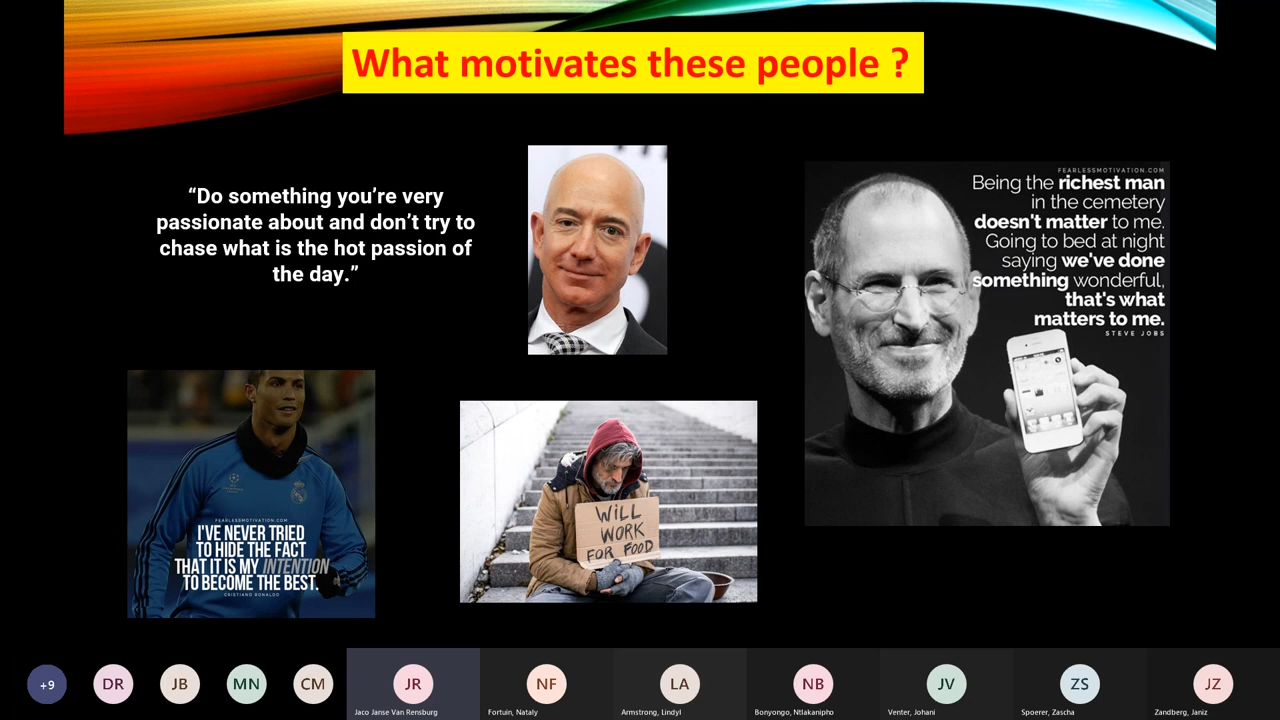 What motivates these people ?
“Do something you’re very
passionate about and don’t try to
chase what is the hot passion of
the day.”
FEARLESSMOTIVATION.COM
Being the richest man
in the cemetery
doesn't matter to me.
Going to bed at night
saying we've done
something wonderful,
that's what
matters to me.
STEVE JOBS
FEARLESSMOTIVATION.COM
I'VE NEVER TRIED
TO HIDE THE FACT
THAT IT IS MY INTENTION
TO BECOME THE BEST.
CRISTIANO RONALDO
WiLL
WORK
FOR FOOD
+9
DR
JB
MN
CM
JR
NF
LA
NB
JV
ZS
JZ
Jaco Janse Van Rensburg
Fortuin, Nataly
Armstrong, Lindyl
Bonyongo, Ntlakanipho
Venter, Johani
Spoerer, Zascha
Zandberg, Janiz